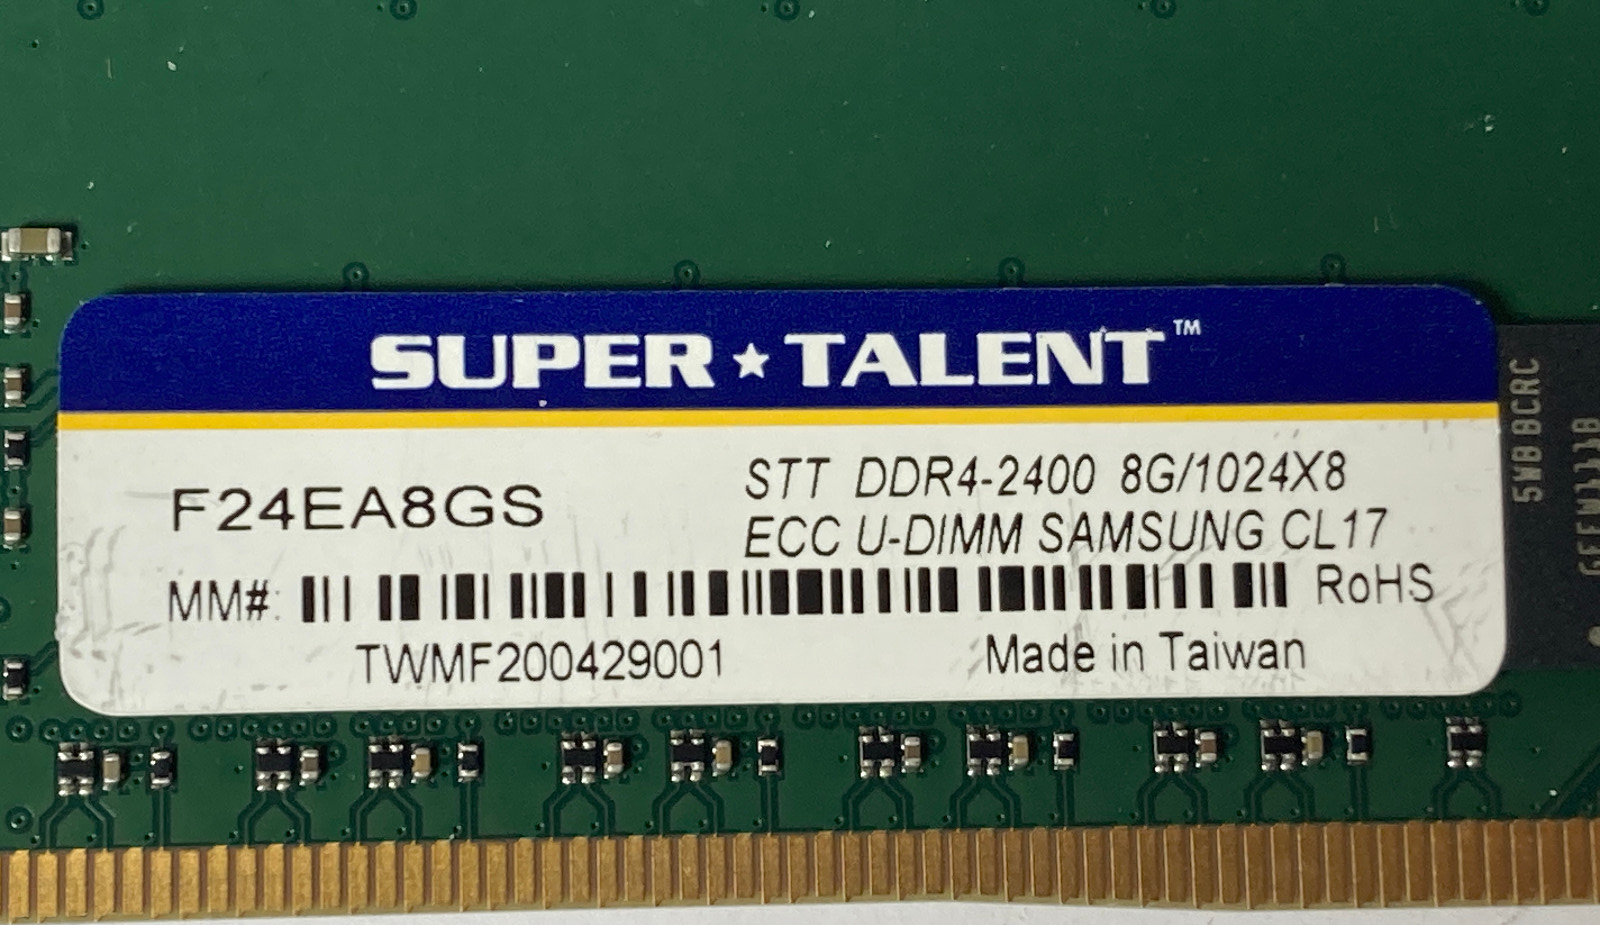 SUPER★TALENT™
F24EA8GS
STT DDR4-2400 8G/1024X8
ECC U-DIMM SAMSUNG CL17
MM#: RoHS
TWMF200429001 Made in Taiwan